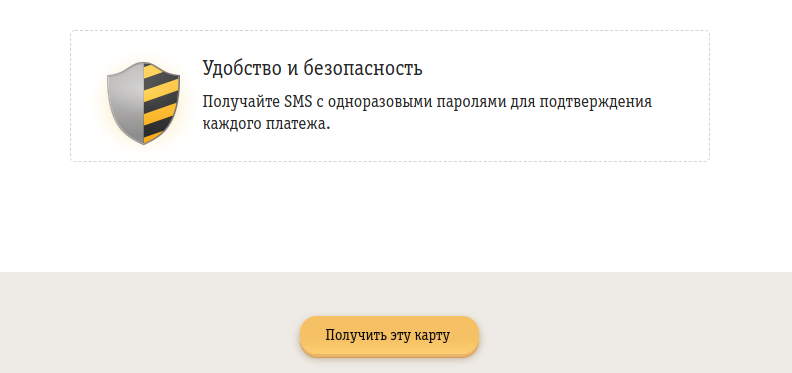 Удобство и безопасность
Получайте SMS с одноразовыми паролями для подтверждения
каждого платежа.
Получить эту карту